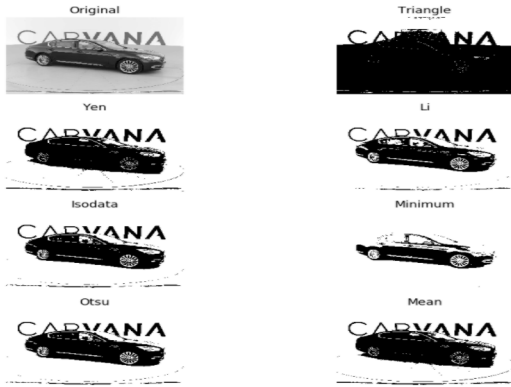 Original
CARVANA
Triangle
CARVANA
Yen
CARVANA
Li
CARVANA
Isodata
CARVANA
Minimum
Otsu
CARVANA
Mean
CARVANA